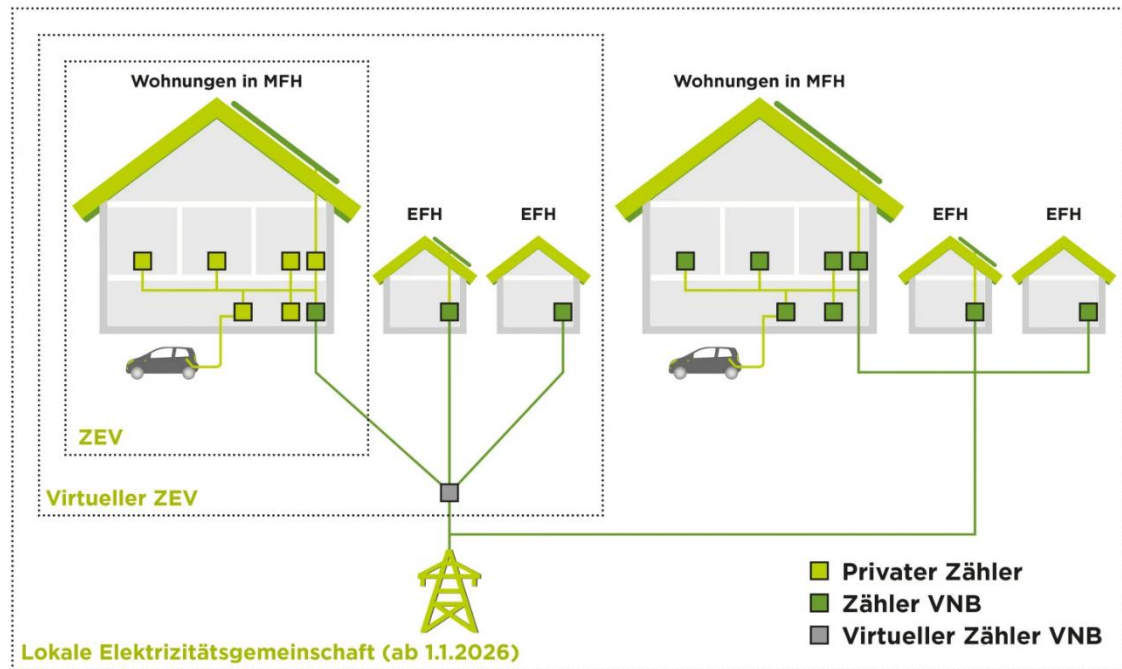 Wohnungen in MFH
Wohnungen in MFH
EFH
EFH
EFH
EFH
ZEV
Virtueller ZEV
Privater Zähler
Zähler VNB
Virtueller Zähler VNB
Lokale Elektrizitätsgemeinschaft (ab 1.1.2026)